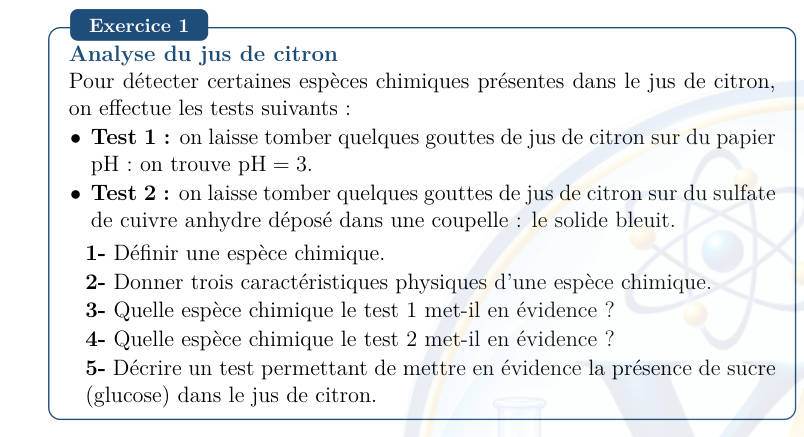 Exercice 1
Analyse du jus de citron
Pour détecter certaines espèces chimiques présentes dans le jus de citron,
on effectue les tests suivants :
• Test 1 : on laisse tomber quelques gouttes de jus de citron sur du papier
pH : on trouve pH = 3.
• Test 2 : on laisse tomber quelques gouttes de jus de citron sur du sulfate
de cuivre anhydre déposé dans une coupelle : le solide bleuit.
1- Définir une espèce chimique.
2- Donner trois caractéristiques physiques d'une espèce chimique.
3- Quelle espèce chimique le test 1 met-il en évidence ?
4- Quelle espèce chimique le test 2 met-il en évidence ?
5- Décrire un test permettant de mettre en évidence la présence de sucre
(glucose) dans le jus de citron.